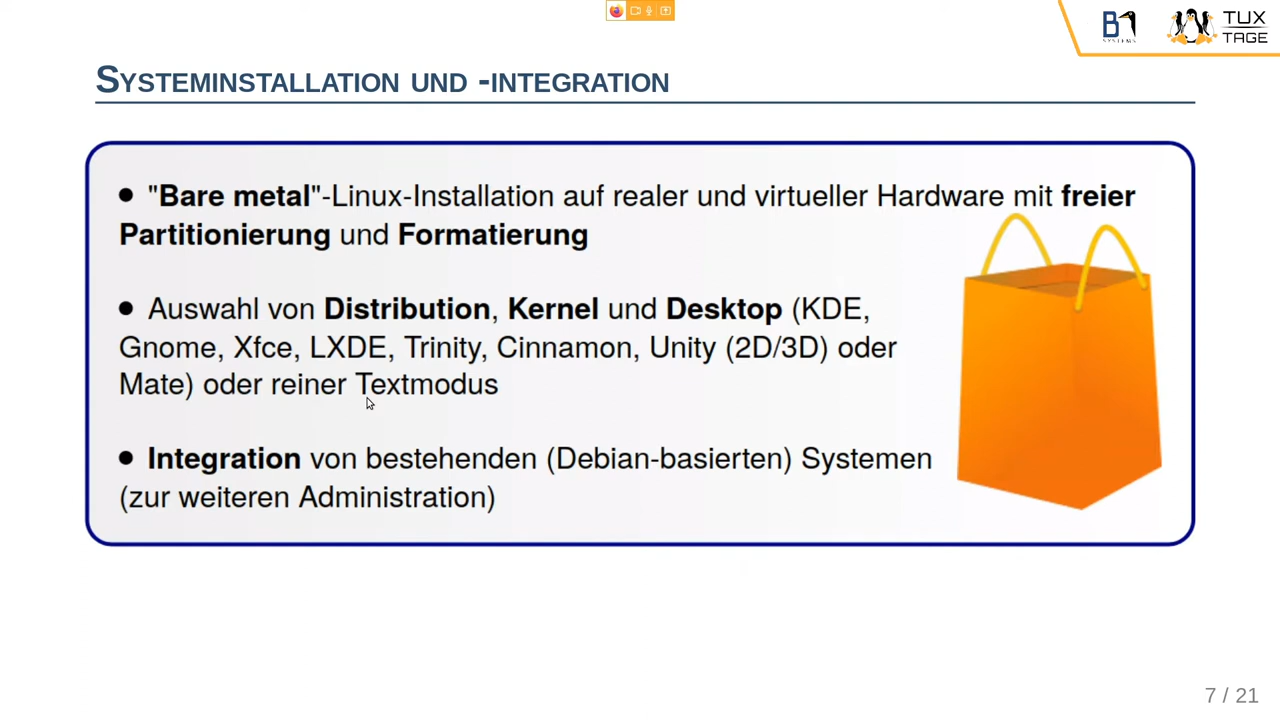 B1
SYSTEMS
TUX
TAGE
Systeminstallation und -integration
● "Bare metal"-Linux-Installation auf realer und virtueller Hardware mit freier
Partitionierung und Formatierung
● Auswahl von Distribution, Kernel und Desktop (KDE,
Gnome, Xfce, LXDE, Trinity, Cinnamon, Unity (2D/3D) oder
Mate) oder reiner Textmodus
● Integration von bestehenden (Debian-basierten) Systemen
(zur weiteren Administration)
7 / 21